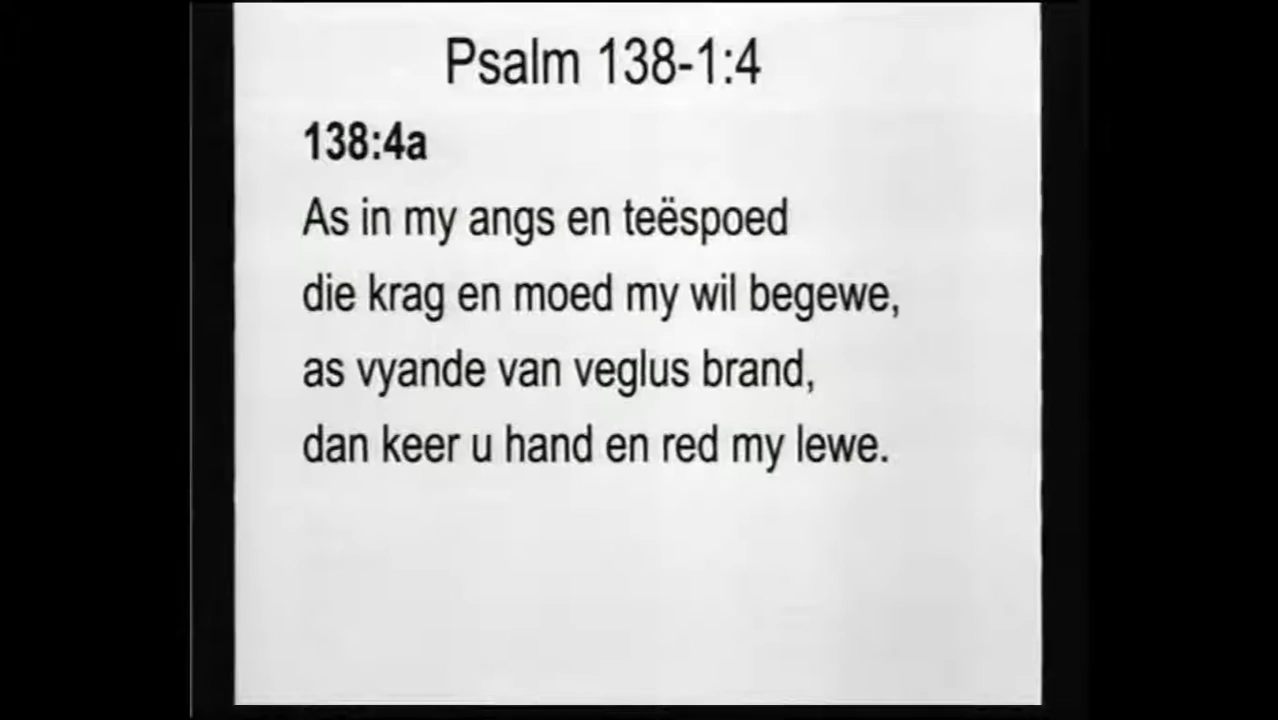 Psalm 138-1:4
138:4a
As in my angs en teëspoed
die krag en moed my wil begewe,
as vyande van veglus brand,
dan keer u hand en red my lewe.